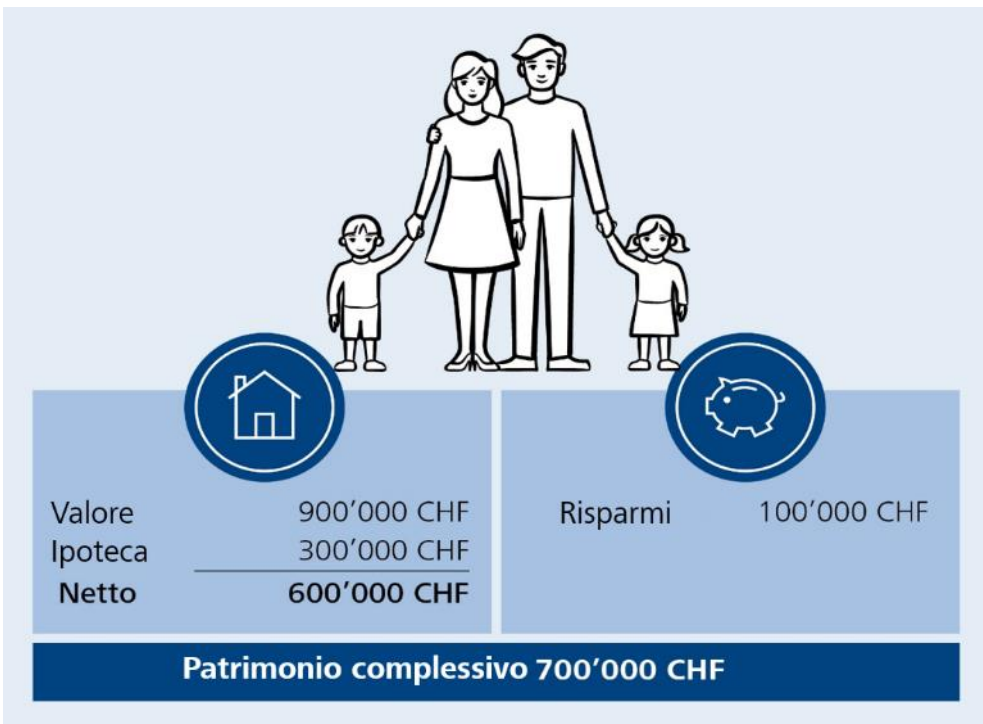 Valore 900’000 CHF
Ipoteca 300’000 CHF
Netto 600’000 CHF
Risparmi 100’000 CHF
Patrimonio complessivo 700’000 CHF